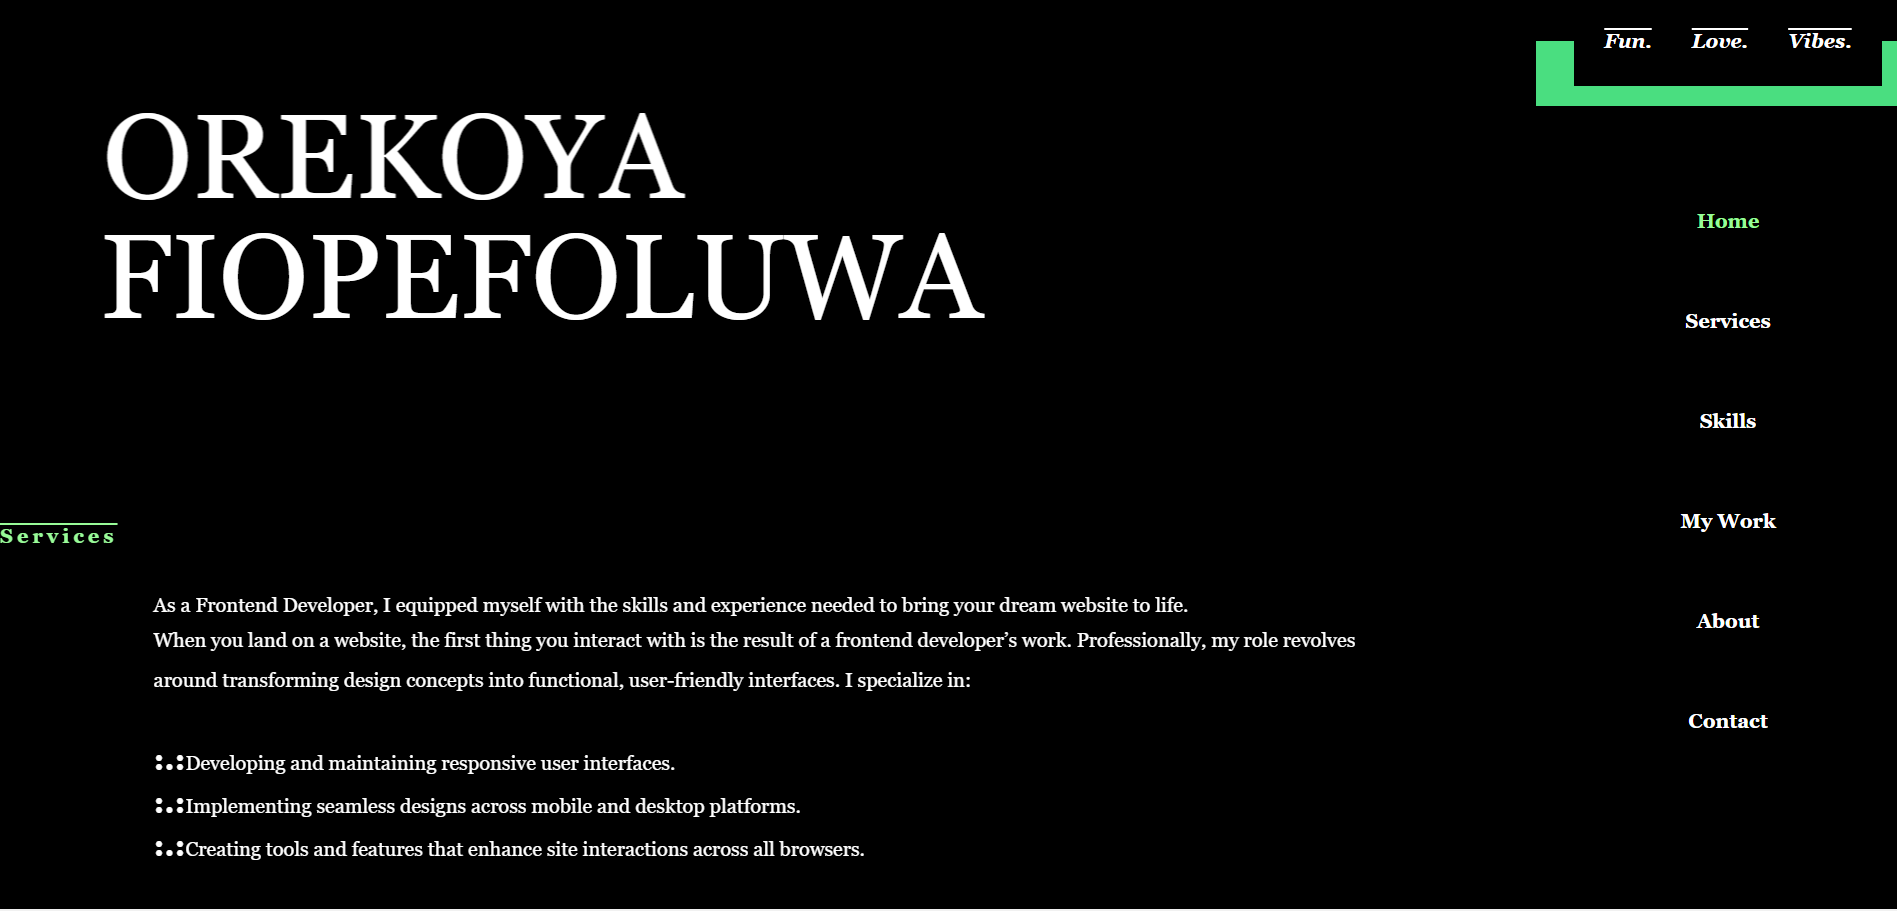 Fun. Love. Vibes.
OREKOYA
FIOPEFOLUWA
Home
Services
Skills
My Work
About
Contact
Services
As a Frontend Developer, I equipped myself with the skills and experience needed to bring your dream website to life.
When you land on a website, the first thing you interact with is the result of a frontend developer’s work. Professionally, my role revolves
around transforming design concepts into functional, user-friendly interfaces. I specialize in:
Developing and maintaining responsive user interfaces.
Implementing seamless designs across mobile and desktop platforms.
Creating tools and features that enhance site interactions across all browsers.